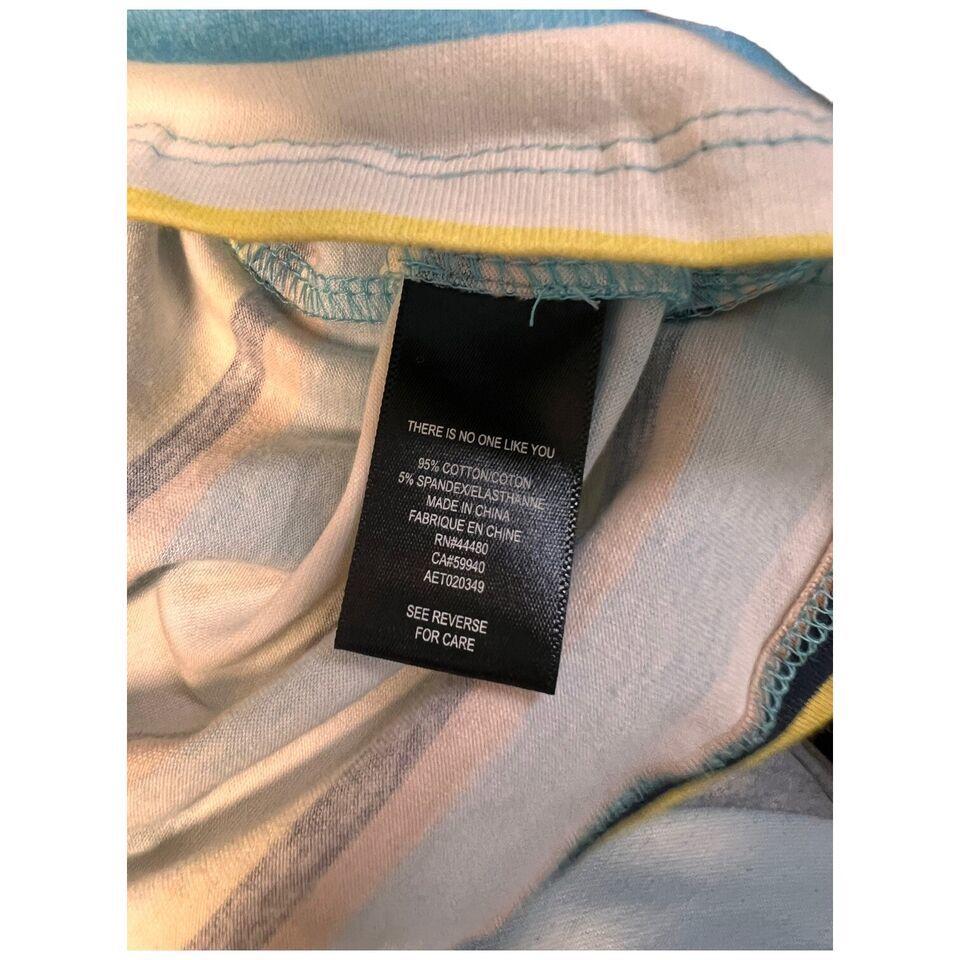 THERE IS NO ONE LIKE YOU
95% COTTON/COTON
5% SPANDEX/ELASTHANNE
MADE IN CHINA
FABRIQUE EN CHINE
RN#44480
CA#59940
AET020349
SEE REVERSE
FOR CARE